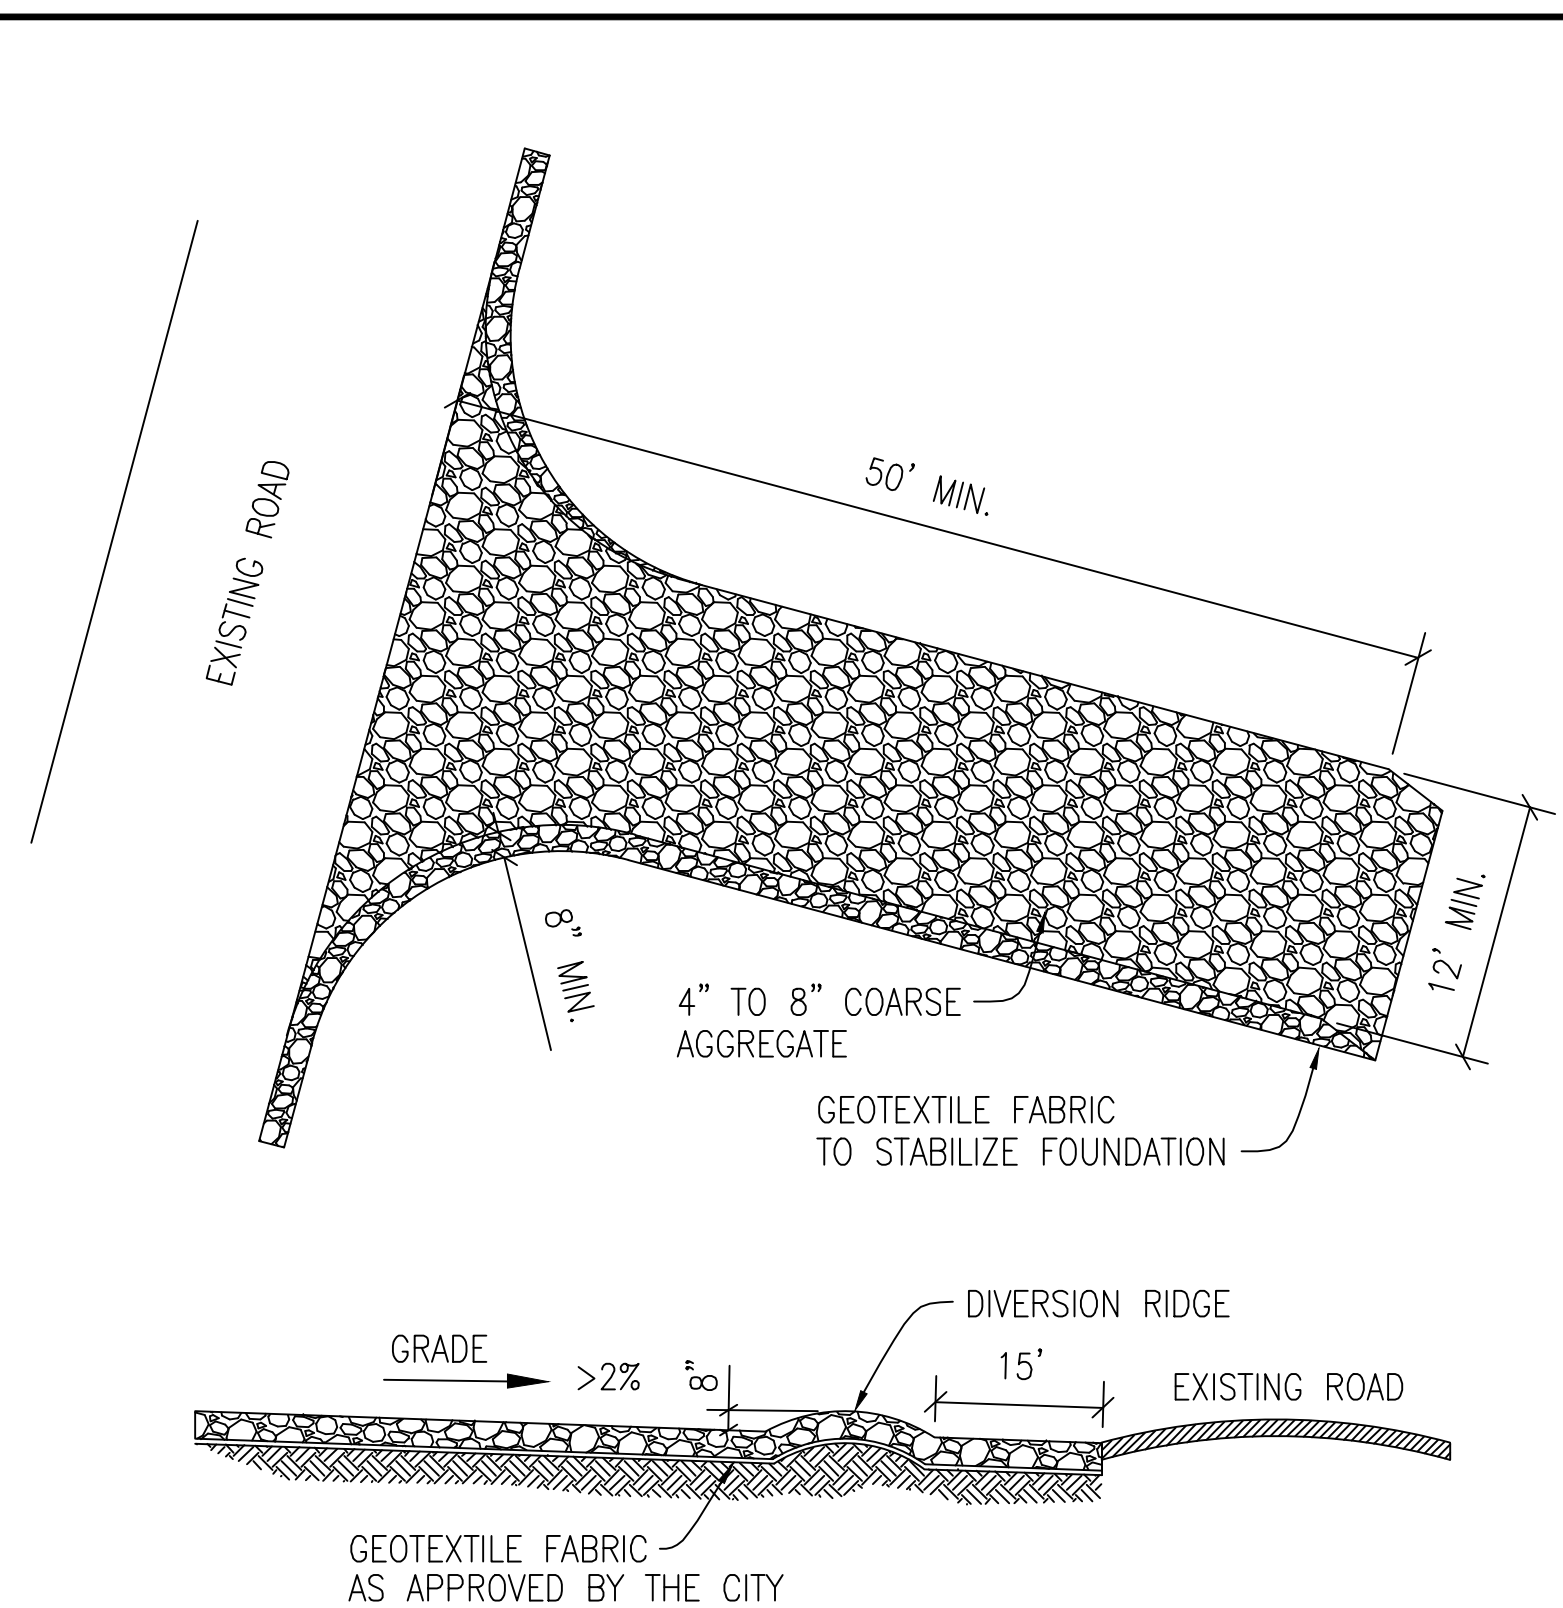 50' MIN.
EXISTING ROAD
12' MIN.
8" MIN.
4" TO 8" COARSE
AGGREGATE
GEOTEXTILE FABRIC
TO STABILIZE FOUNDATION
DIVERSION RIDGE
GRADE
>2%
8"
15'
EXISTING ROAD
GEOTEXTILE FABRIC
AS APPROVED BY THE CITY